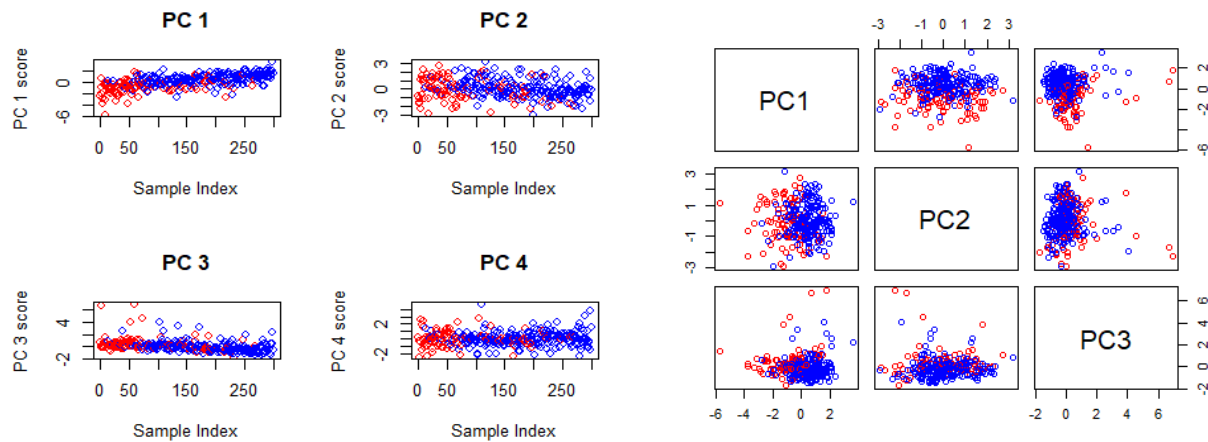 PC 1
PC 1 score
0
-6
0 50 150 250
Sample Index
PC 2
PC 2 score
3
0
-3
0 50 150 250
Sample Index
PC 3
PC 3 score
4
-2
0 50 150 250
Sample Index
PC 4
PC 4 score
2
0
-2
0 50 150 250
Sample Index
-3 -2 -1 0 1 2 3
PC1
2
0
-2
-6
3
1
-1
-3
PC2
PC3
6
4
2
0
-2
-6 -4 -2 0 2
-2 0 2 4 6